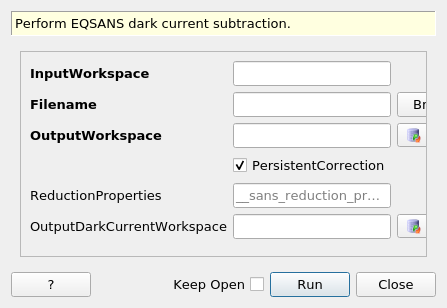 Perform EQSANS dark current subtraction.
InputWorkspace
Filename
Br
OutputWorkspace
PersistentCorrection
ReductionProperties __sans_reduction_pr...
OutputDarkCurrentWorkspace
? Keep Open Run Close